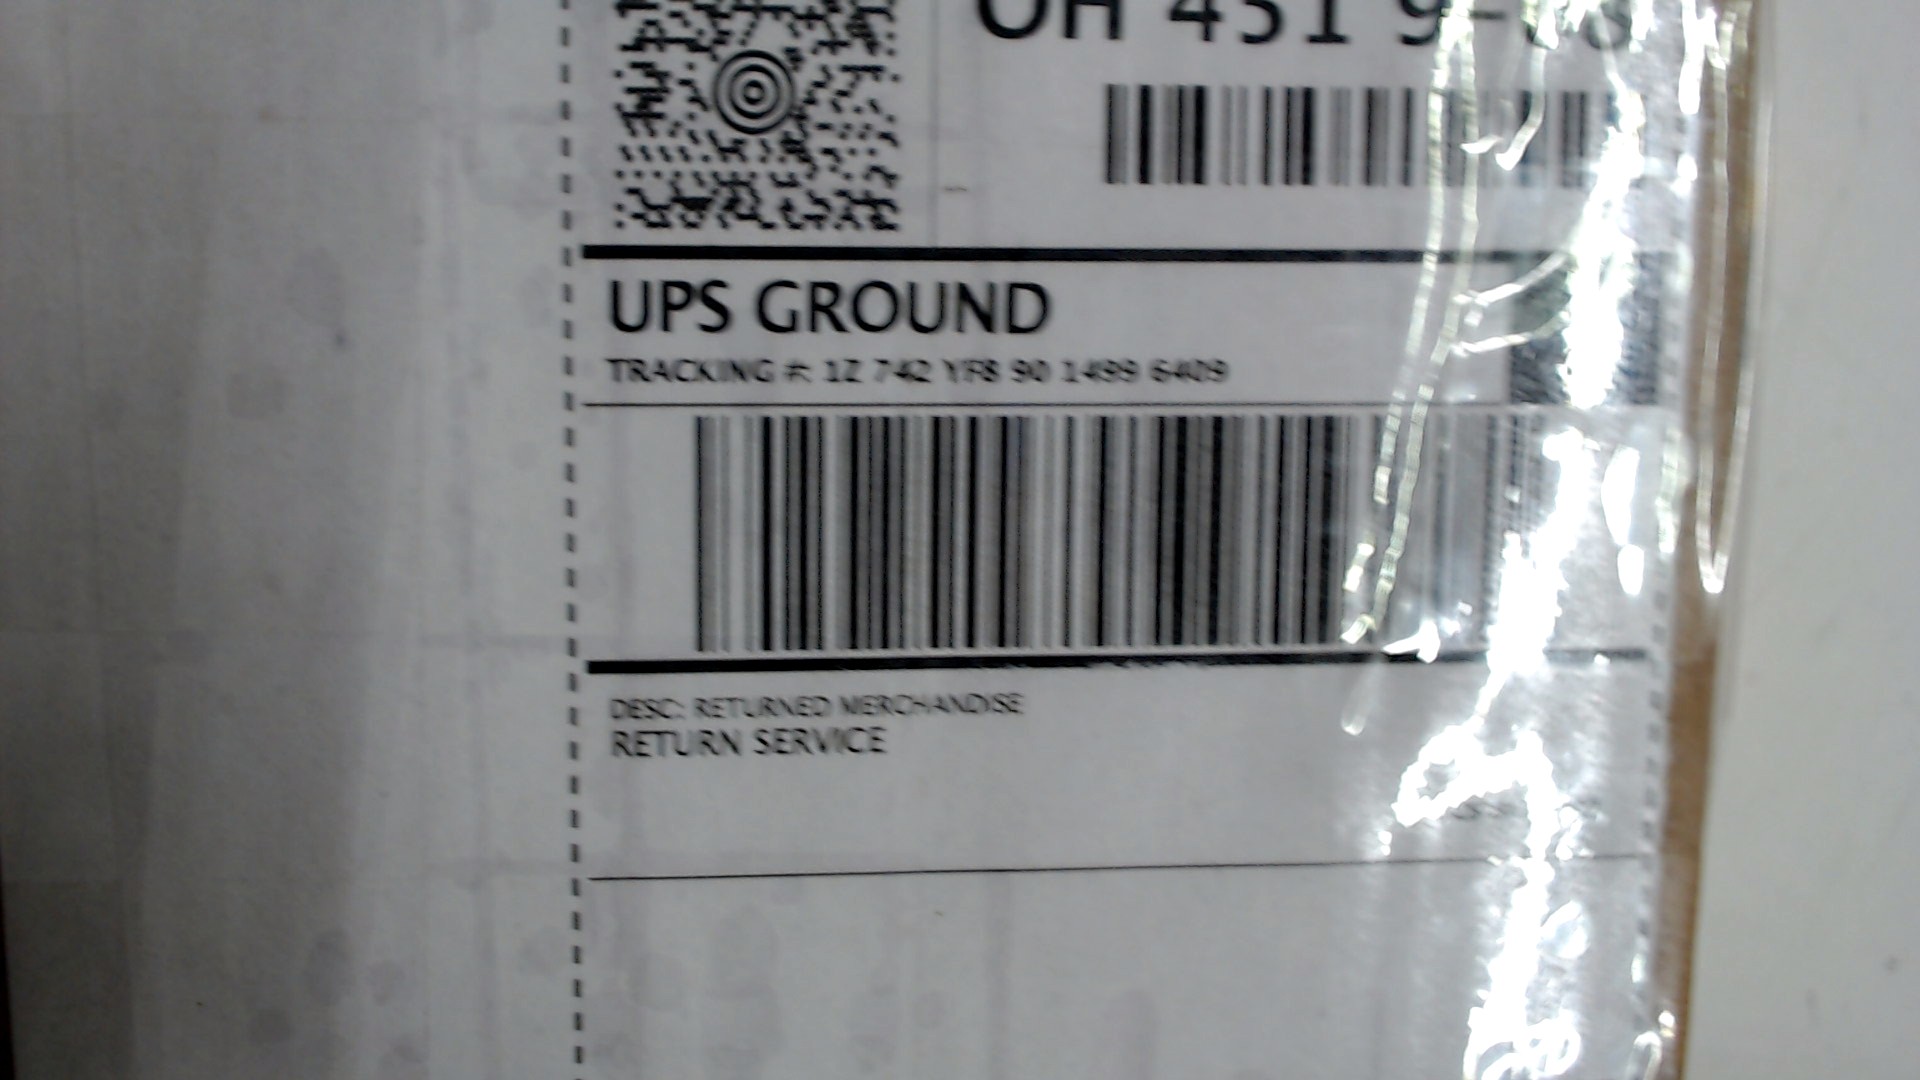 UPS GROUND
TRACKING #: 1Z 742 YF8 90 1499 6409
DESC: RETURNED MERCHANDISE
RETURN SERVICE